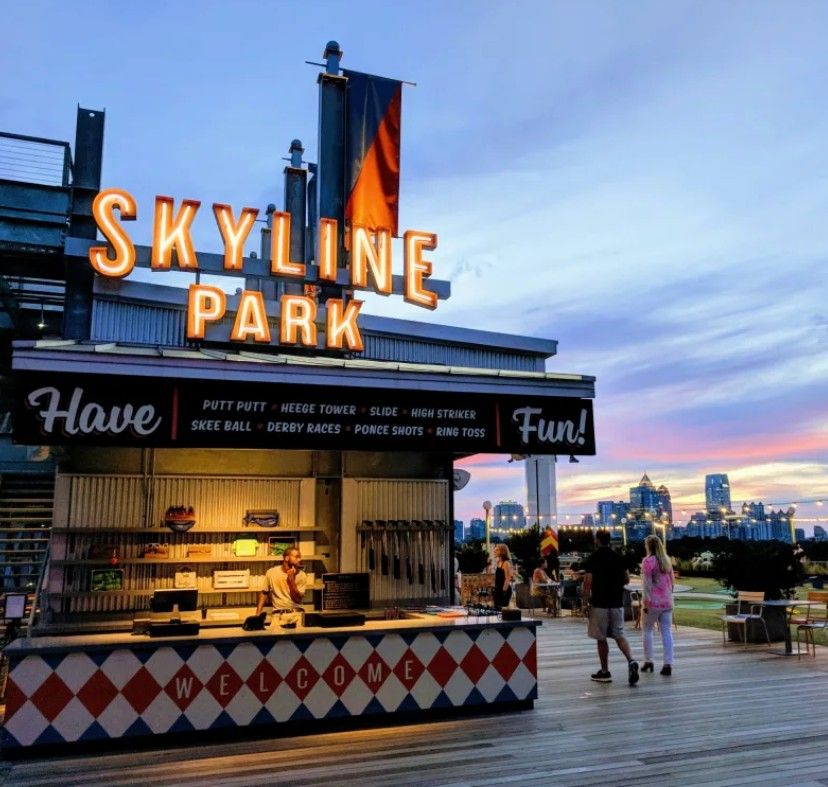 SKYLINE
PARK
Have
PUTT PUTT • HEEGE TOWER • SLIDE • HIGH STRIKER
SKEE BALL • DERBY RACES • PONCE SHOTS • RING TOSS
Fun!
WELCOME